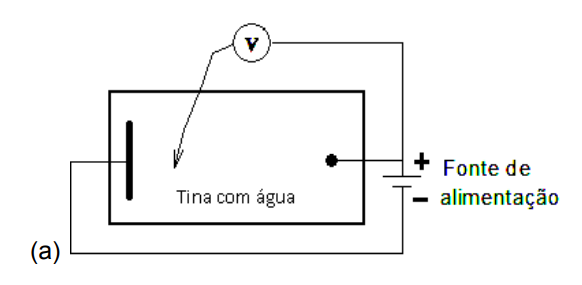 V
+ Fonte de
- alimentação
Tina com água
(a)